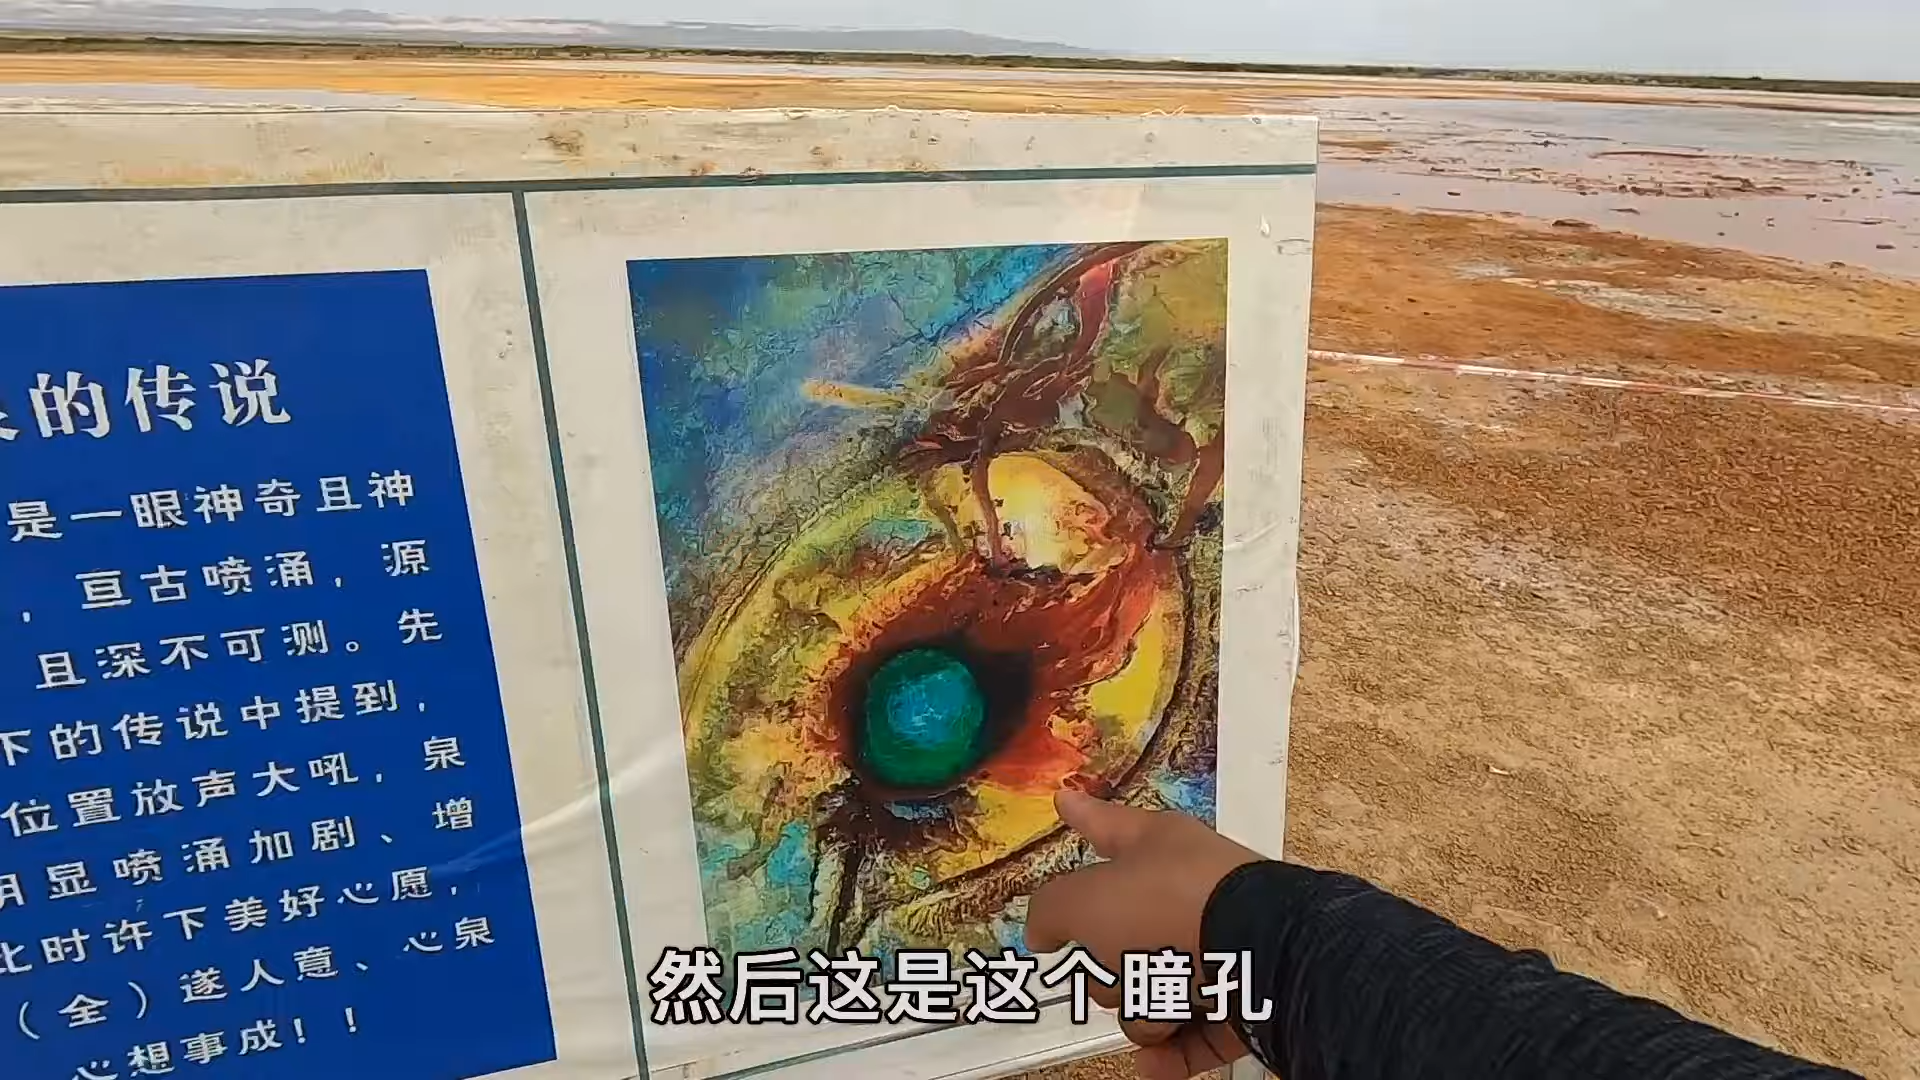 的传说
是一眼神奇且神
，亘古喷涌，源
且深不可测。先
下的传说中提到，
位置放声大吼，泉
明显喷涌加剧、增
此时许下美好心愿，
（全）遂人意、心泉
心想事成！！
然后这是这个瞳孔